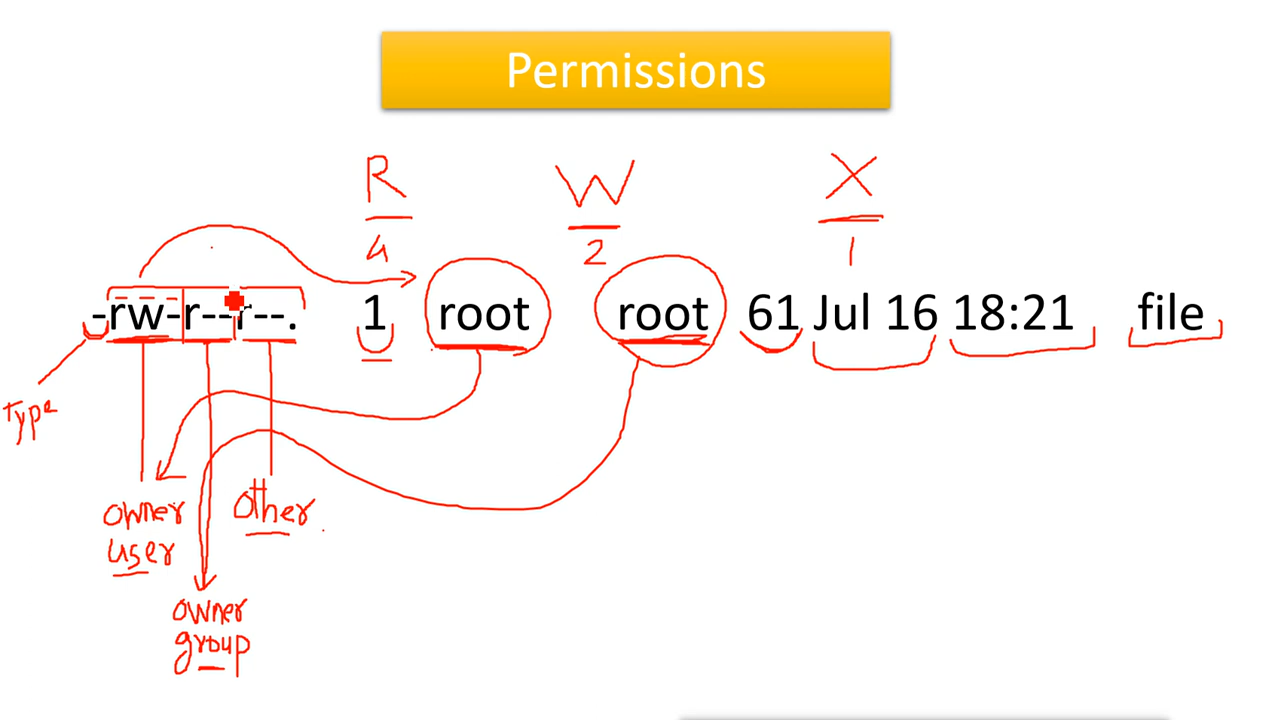 Permissions
R W X
4 2 1
-rw-r--r--. 1 root root 61 Jul 16 18:21 file
Type
owner
user
other
owner
group